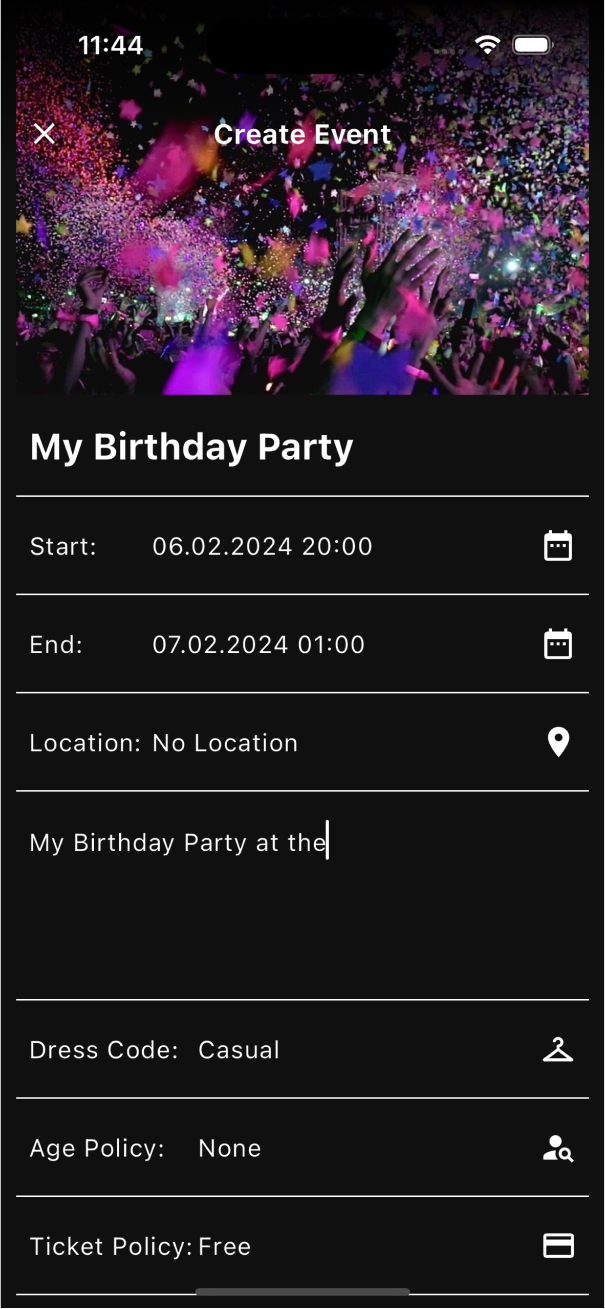 11:44
Create Event
My Birthday Party
Start: 06.02.2024 20:00
End: 07.02.2024 01:00
Location: No Location
My Birthday Party at the
Dress Code: Casual
Age Policy: None
Ticket Policy: Free